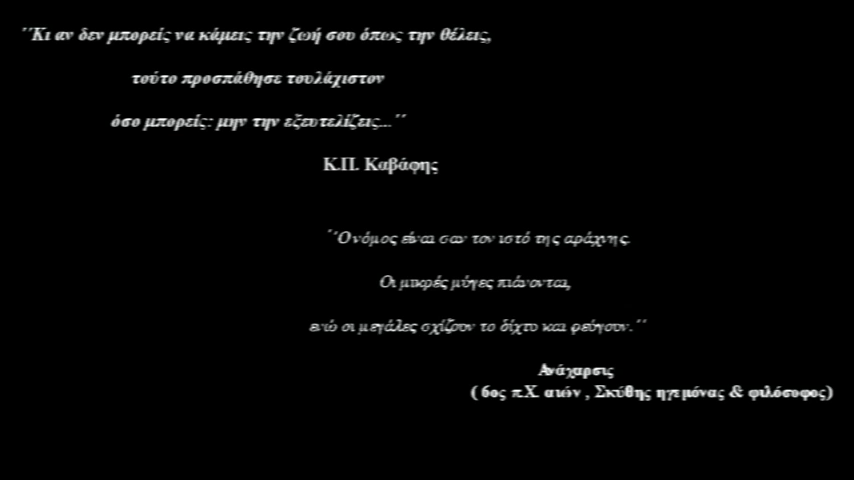 ΄΄Κι αν δεν μπορείς να κάμεις την ζωή σου όπως την θέλεις,
τούτο προσπάθησε τουλάχιστον
όσο μπορείς: μην την εξευτελίζεις...΄΄
Κ.Π. Καβάφης
΄΄Ο νόμος είναι σαν τον ιστό της αράχνης.
Οι μικρές μύγες πιάνονται,
ενώ οι μεγάλες σχίζουν το δίχτυ και φεύγουν.΄΄
Ανάχαρσις
( 6ος π.Χ. αιών , Σκύθης ηγεμόνας & φιλόσοφος)